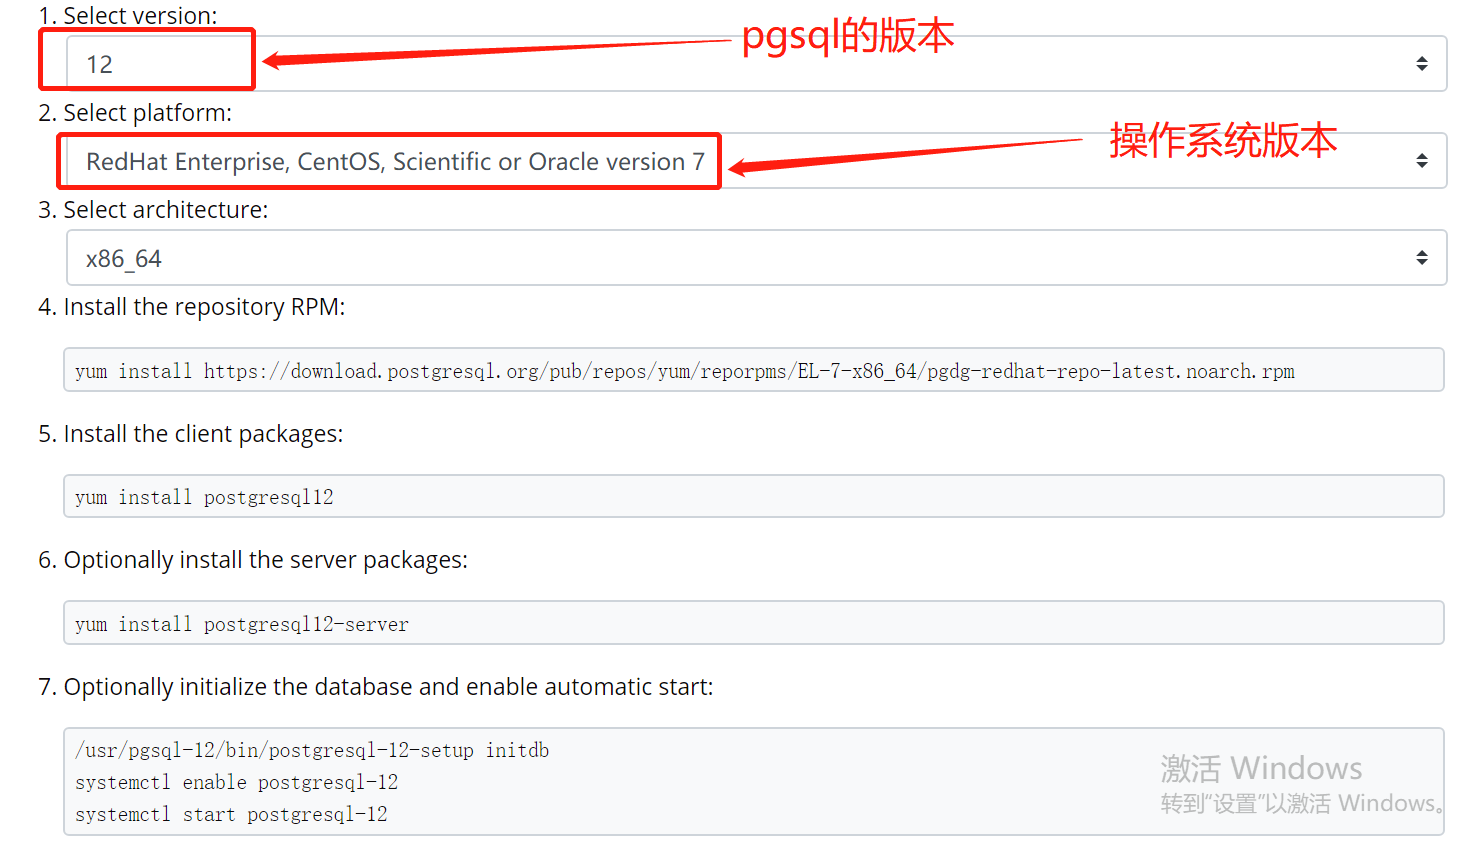 1. Select version:
pgsql的版本
12
2. Select platform:
操作系统版本
RedHat Enterprise, CentOS, Scientific or Oracle version 7
3. Select architecture:
x86_64
4. Install the repository RPM:
yum install https://download.postgresql.org/pub/repos/yum/reporpms/EL-7-x86_64/pgdg-redhat-repo-latest.noarch.rpm
5. Install the client packages:
yum install postgresql12
6. Optionally install the server packages:
yum install postgresql12-server
7. Optionally initialize the database and enable automatic start:
/usr/pgsql-12/bin/postgresql-12-setup initdb
systemctl enable postgresql-12
systemctl start postgresql-12
激活 Windows
转到“设置”以激活 Windows。